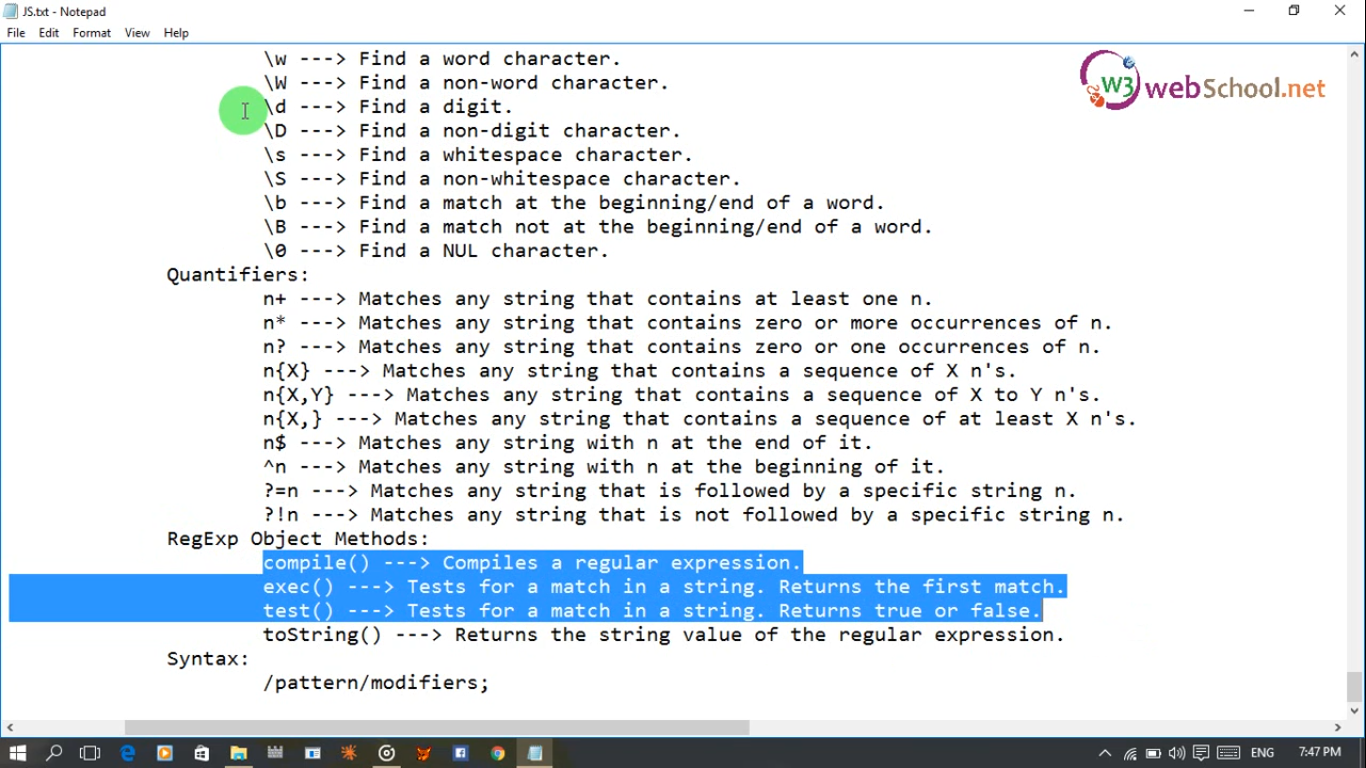 JS.txt - Notepad
File Edit Format View Help
W3 webSchool.net
\w ---> Find a word character.
\W ---> Find a non-word character.
\d ---> Find a digit.
\D ---> Find a non-digit character.
\s ---> Find a whitespace character.
\S ---> Find a non-whitespace character.
\b ---> Find a match at the beginning/end of a word.
\B ---> Find a match not at the beginning/end of a word.
\0 ---> Find a NUL character.
Quantifiers:
n+ ---> Matches any string that contains at least one n.
n* ---> Matches any string that contains zero or more occurrences of n.
n? ---> Matches any string that contains zero or one occurrences of n.
n{X} ---> Matches any string that contains a sequence of X n's.
n{X,Y} ---> Matches any string that contains a sequence of X to Y n's.
n{X,} ---> Matches any string that contains a sequence of at least X n's.
n$ ---> Matches any string with n at the end of it.
^n ---> Matches any string with n at the beginning of it.
?=n ---> Matches any string that is followed by a specific string n.
?!n ---> Matches any string that is not followed by a specific string n.
RegExp Object Methods:
compile() ---> Compiles a regular expression.
exec() ---> Tests for a match in a string. Returns the first match.
test() ---> Tests for a match in a string. Returns true or false.
toString() ---> Returns the string value of the regular expression.
Syntax:
/pattern/modifiers;
ENG 7:47 PM